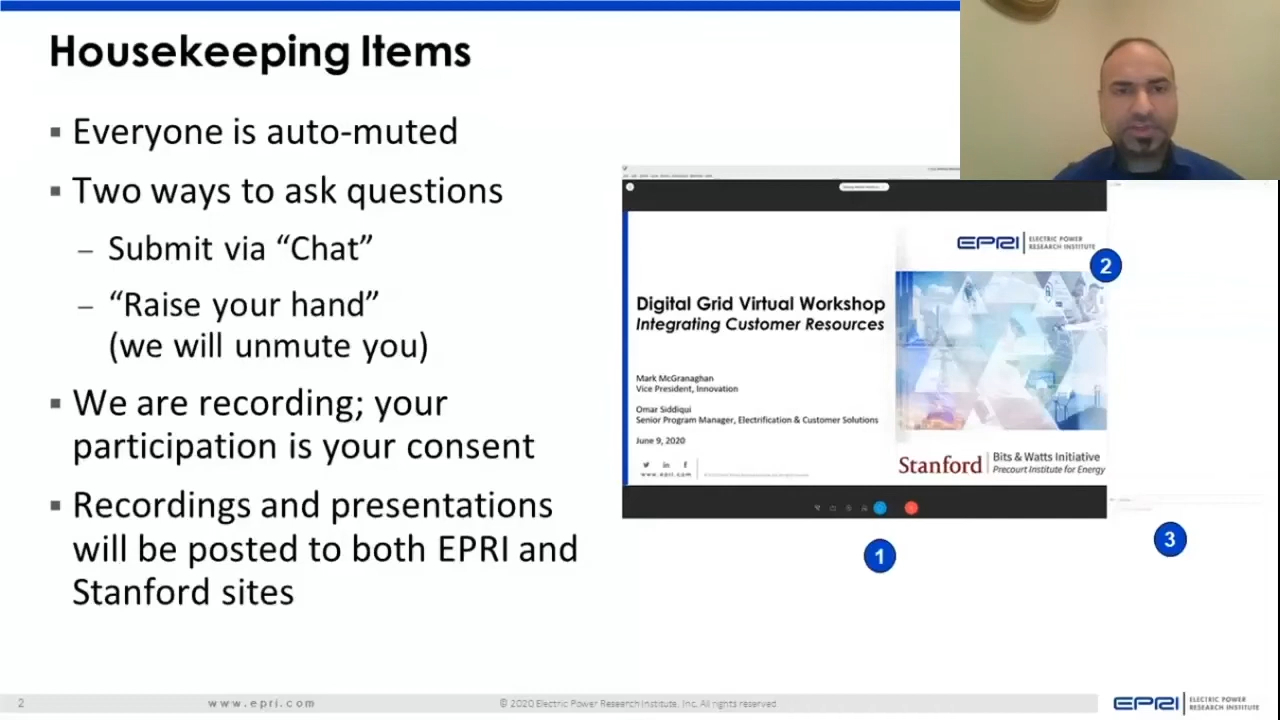 Housekeeping Items
▪ Everyone is auto-muted
▪ Two ways to ask questions
– Submit via “Chat”
– “Raise your hand”
(we will unmute you)
▪ We are recording; your
participation is your consent
▪ Recordings and presentations
will be posted to both EPRI and
Stanford sites
EPRI | ELECTRIC POWER
RESEARCH INSTITUTE
2
Digital Grid Virtual Workshop
Integrating Customer Resources
Mark McGranaghan
Vice President, Innovation
Omar Siddiqui
Senior Program Manager, Electrification & Customer Solutions
June 9, 2020
www.epri.com
Stanford | Bits & Watts Initiative
Precourt Institute for Energy
1
3
2
www.epri.com
© 2020 Electric Power Research Institute, Inc. All rights reserved.
EPRI | ELECTRIC POWER
RESEARCH INSTITUTE